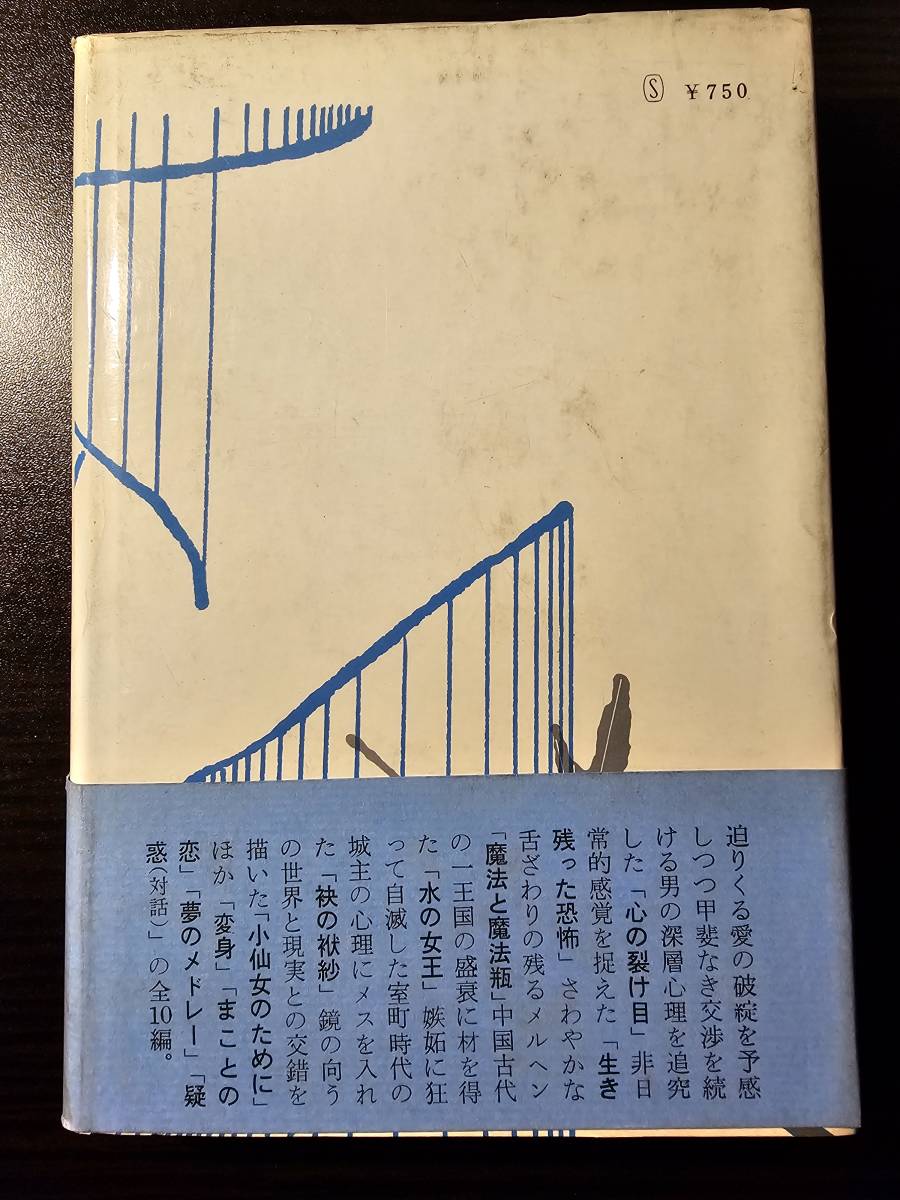 Ⓢ ￥750
迫りくる愛の破綻を予感
しつつ甲斐なき交渉を続
ける男の深層心理を追究
した「心の裂け目」非日
常的感覚を捉えた「生き
残った恐怖」さわやかな
舌ざわりの残るメルヘン
「魔法と魔法瓶」中国古代
の一王国の盛衰に材を得
た「水の女王」嫉妬に狂
って自滅した室町時代の
城主の心理にメスを入れ
た「袂の袱紗」鏡の向う
の世界と現実との交錯を
描いた「小仙女のために」
ほか「変身」「まことの
恋」「夢のメドレー」「疑
惑(対話)」の全10編。